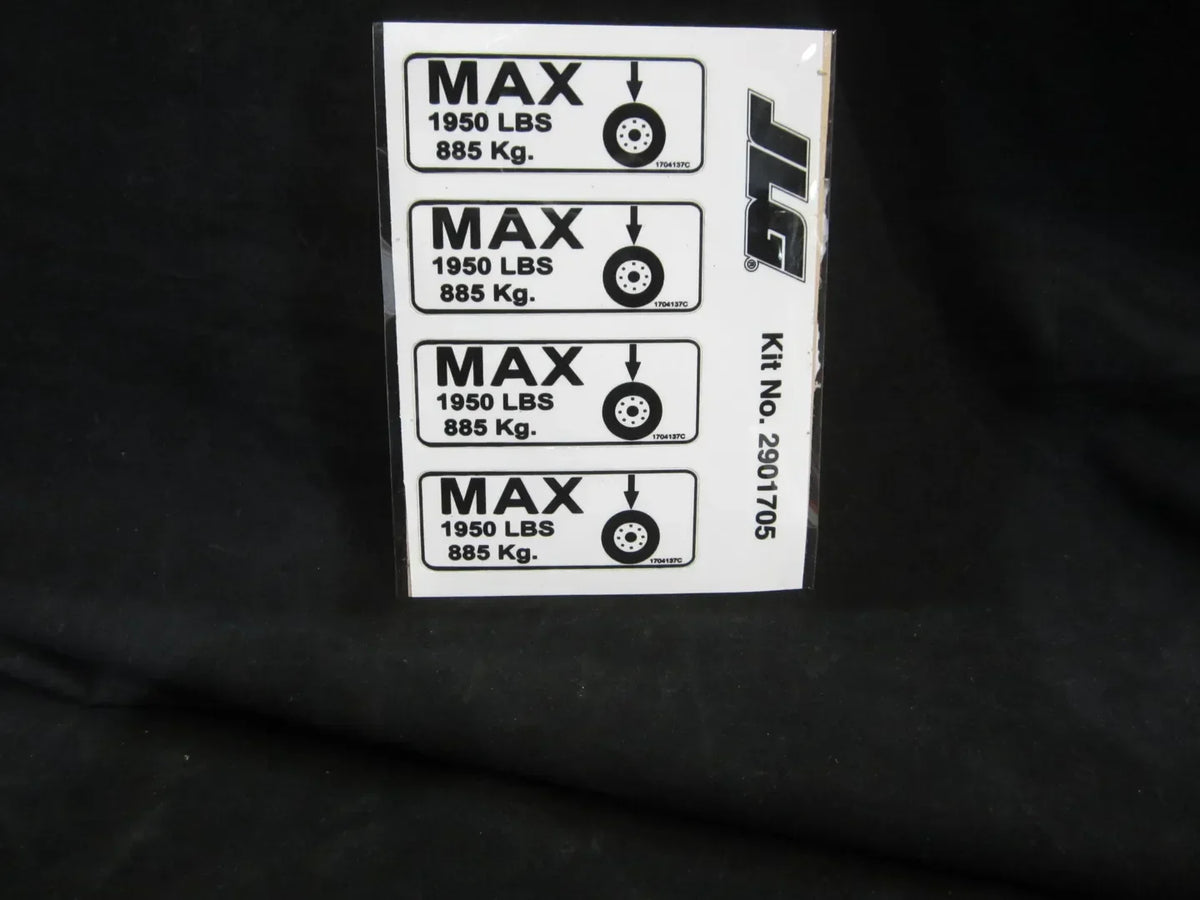 MAX
1950 LBS
885 Kg.
1704137C
MAX
1950 LBS
885 Kg.
1704137C
MAX
1950 LBS
885 Kg.
1704137C
MAX
1950 LBS
885 Kg.
1704137C
JLG®
Kit No. 2901705